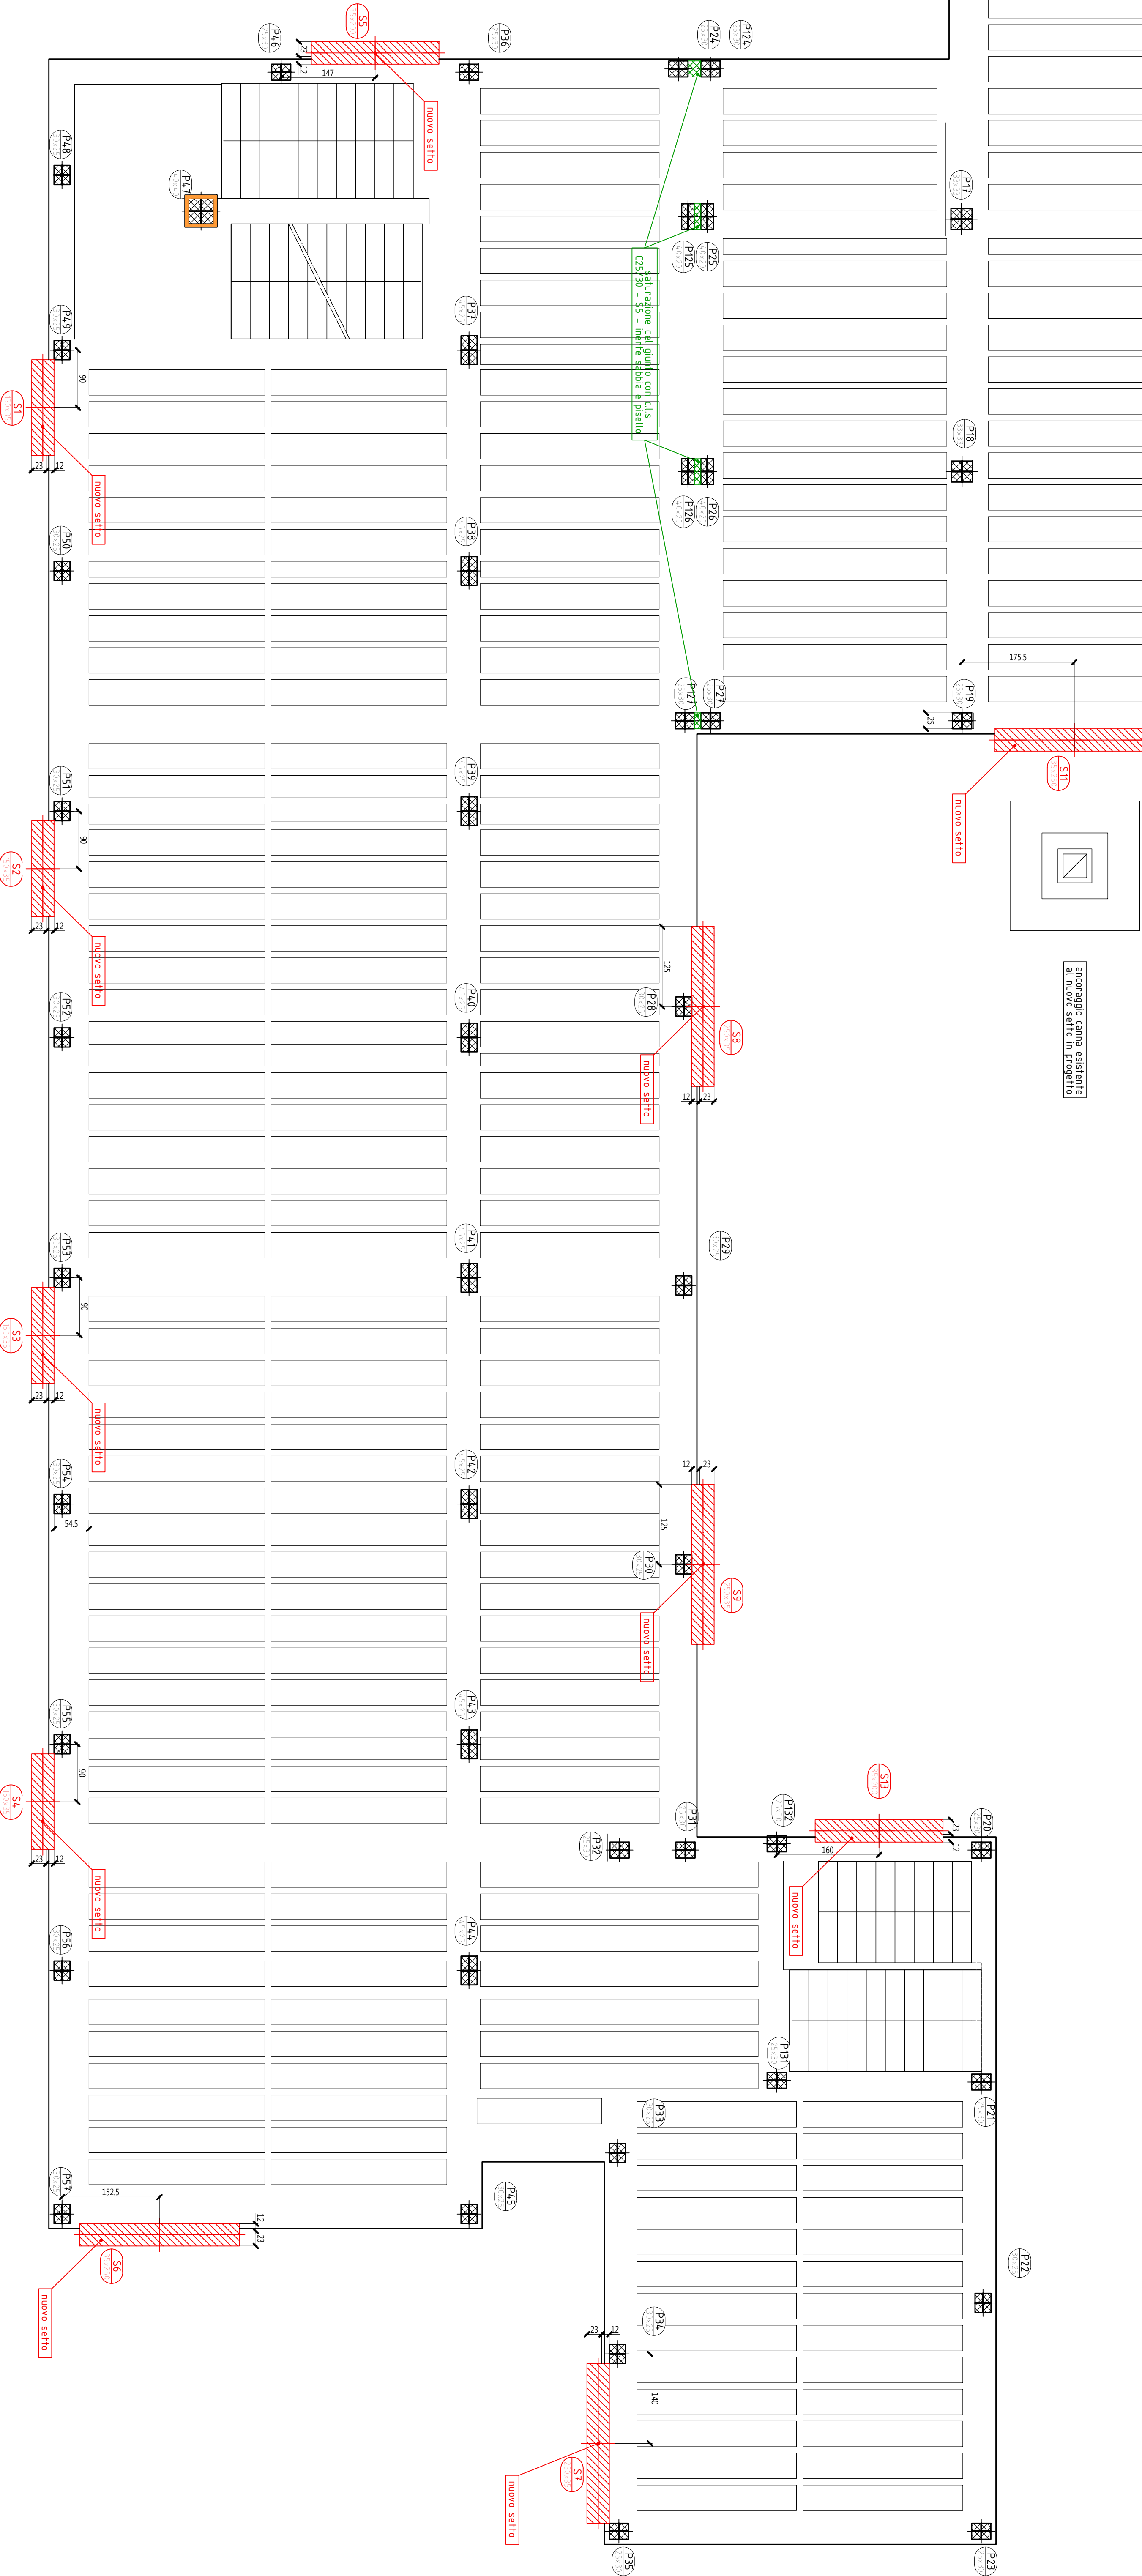 S5
P46
P36
P24
P124
23
12
147
nuovo setto
P48
P47
P17
P125
P25
saturazione del giunto con c.l.s
C25/30 - S5 - inerte sabbia e pisello
P49
P37
90
S1
23
12
nuovo setto
P18
P126
P26
P50
P38
175.5
P127
P27
P19
25
S11
nuovo setto
P51
P39
90
S2
23
12
nuovo setto
ancoraggio canna esistente
al nuovo setto in progetto
125
P28
S8
nuovo setto
12
23
P52
P40
P53
P41
P29
90
S3
23
12
nuovo setto
P54
54.5
P42
12
23
125
P30
S9
nuovo setto
P55
P43
90
S4
23
12
nuovo setto
P31
P32
P132
S13
160
23
12
P20
nuovo setto
P56
P44
P131
P21
P33
P57
152.5
12
23
S6
nuovo setto
P45
P22
P34
23
12
140
S7
nuovo setto
P35
P23